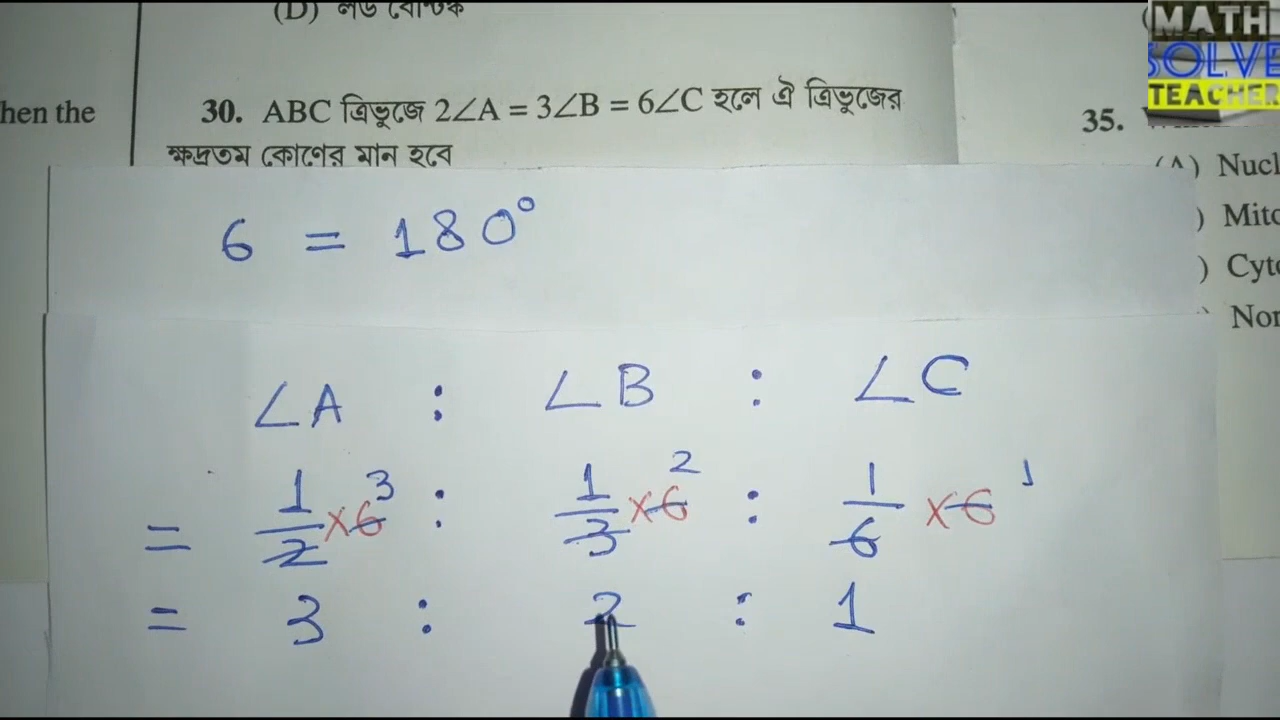 (D)
MATH
SOLVE
TEACHER
hen the
30. ABC ত্রিভুজে 2∠A = 3∠B = 6∠C হলে ঐ ত্রিভুজের
ক্ষুদ্রতম কোণের মান হবে
35.
(A) Nucl
) Mito
) Cyto
Nor
6 = 180°
∠A : ∠B : ∠C
= 1/2 ×6 3 : 1/3 ×6 2 : 1/6 ×6 1
= 3 : 2 : 1